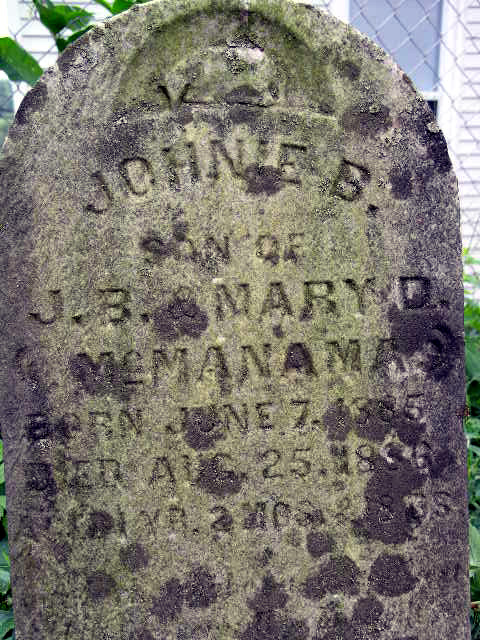 JOHNIE B.
SON OF
J.B. & MARY D.
McMANAMA
BORN JUNE 7. 1885
DIED AUG. 25. 1886
1 YR. 2 MOS.